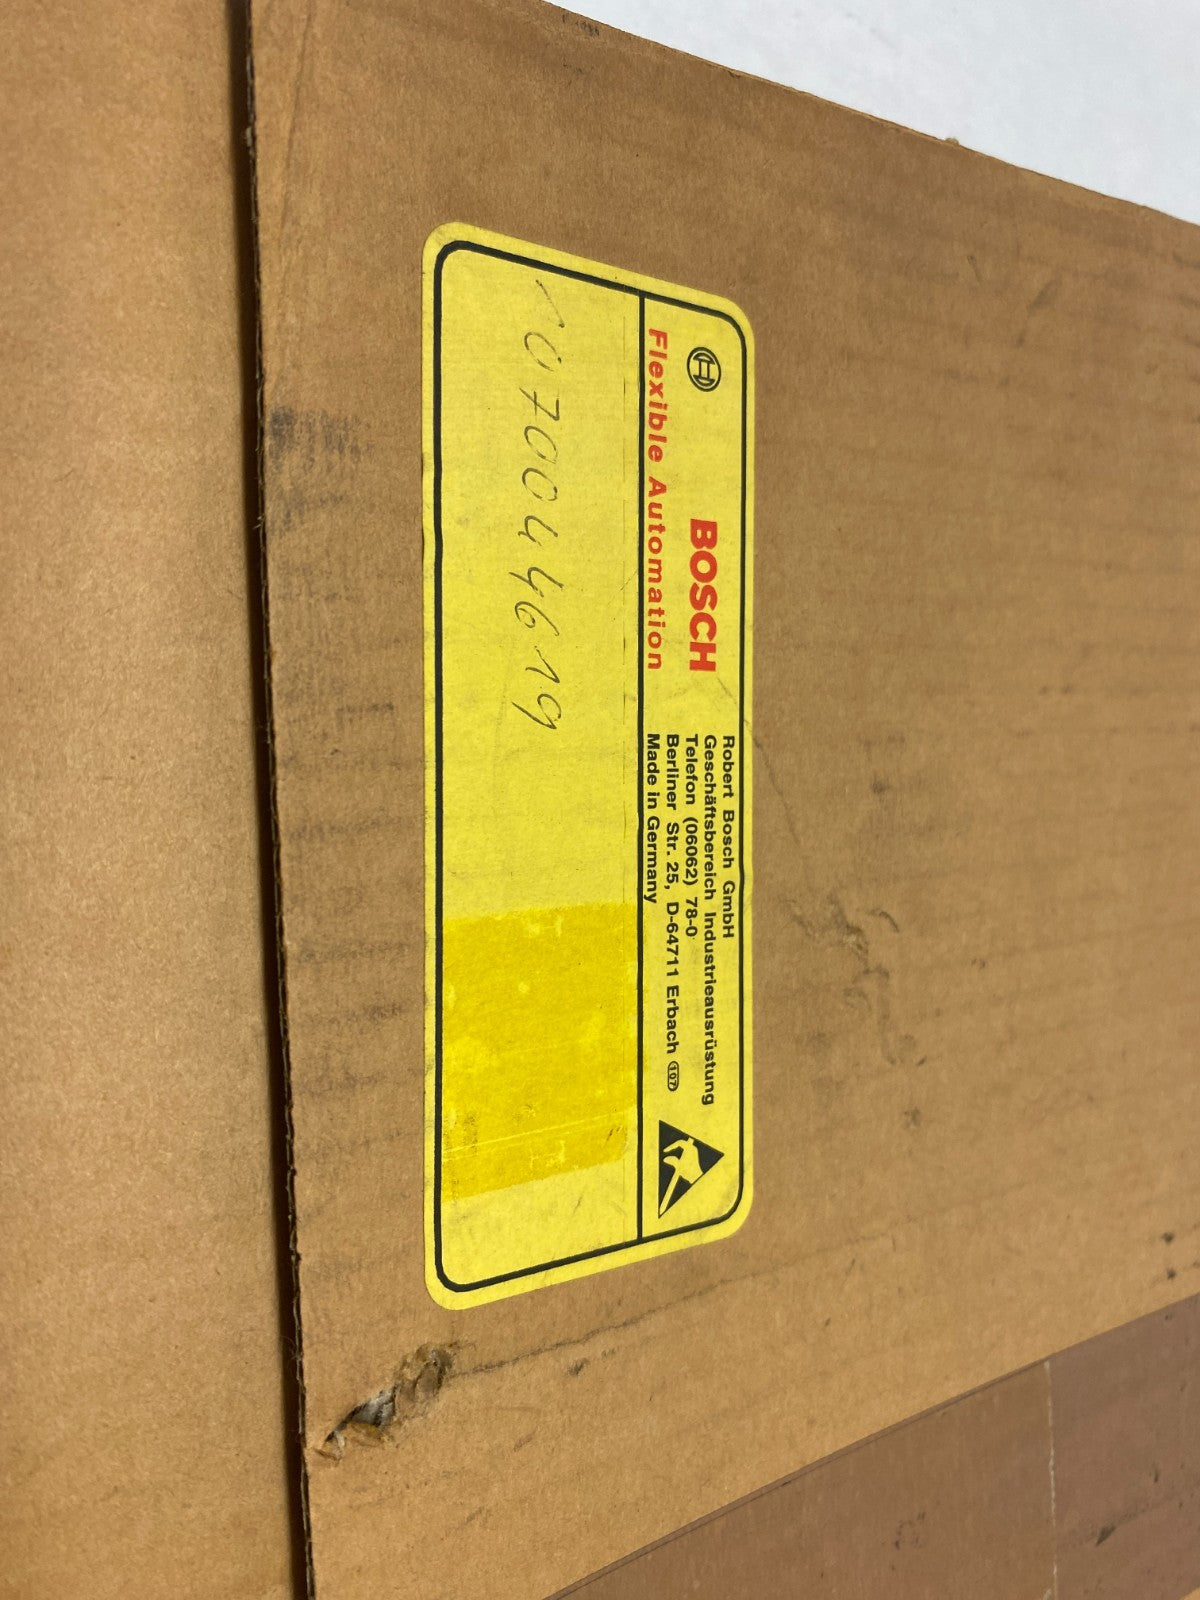 BOSCH
Flexible Automation
Robert Bosch GmbH
Geschäftsbereich Industrieausrüstung
Telefon (06062) 78-0
Berliner Str. 25, D-64711 Erbach 107
Made in Germany
1070044619